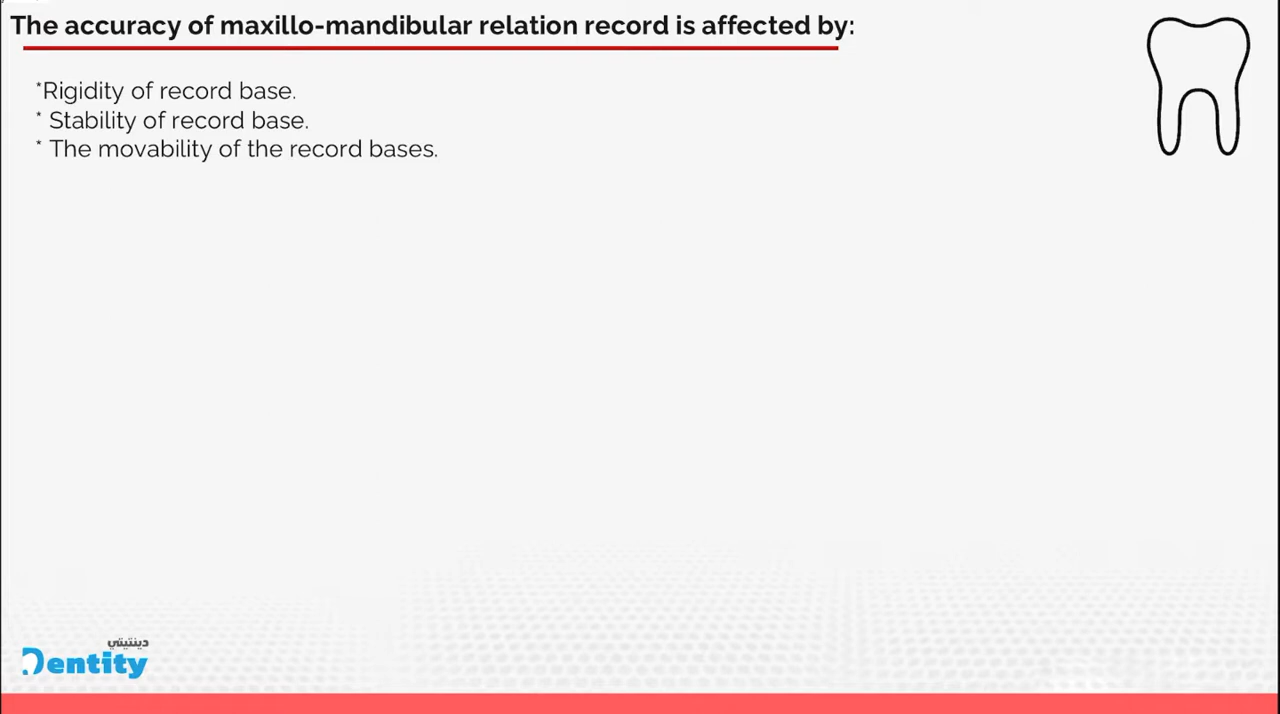 The accuracy of maxillo-mandibular relation record is affected by:
*Rigidity of record base.
* Stability of record base.
* The movability of the record bases.
دينتيتي
Dentity